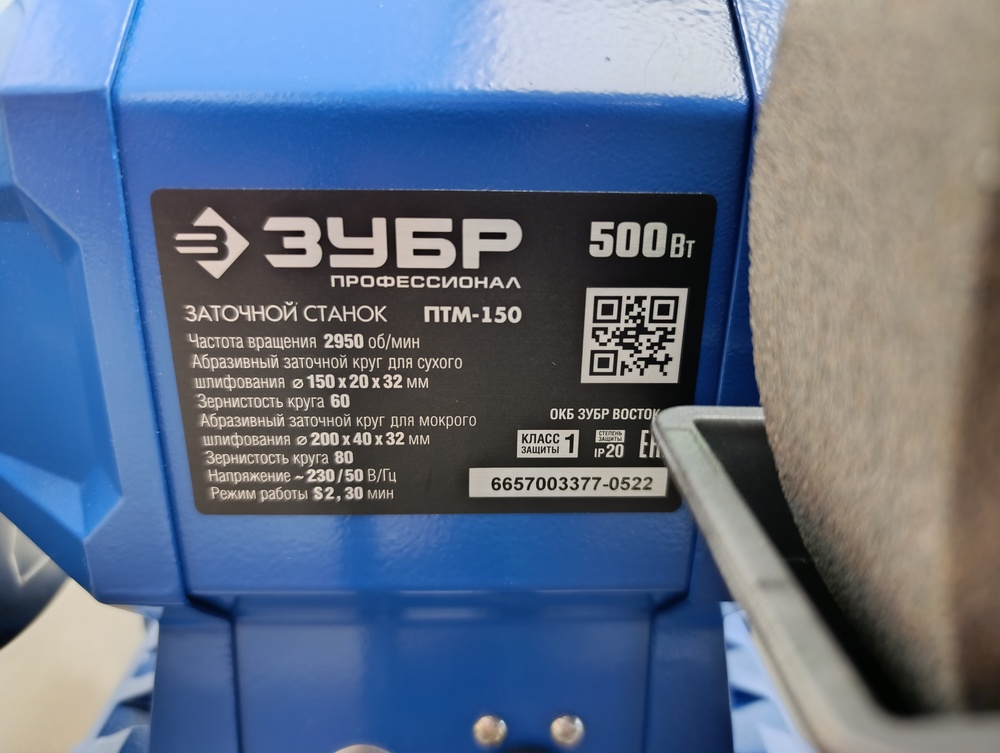 ЗУБР
ПРОФЕССИОНАЛ
500 Вт
ЗАТОЧНОЙ СТАНОК ПТМ-150
Частота вращения 2950 об/мин
Абразивный заточной круг для сухого
шлифования ⌀ 150 x 20 x 32 мм
Зернистость круга 60
Абразивный заточной круг для мокрого
шлифования ⌀ 200 x 40 x 32 мм
Зернистость круга 80
Напряжение ~ 230/50 В/Гц
Режим работы S2, 30 мин
ОКБ ЗУБР ВОСТОК
КЛАСС ЗАЩИТЫ 1
СТЕПЕНЬ ЗАЩИТЫ
IP20
6657003377-0522